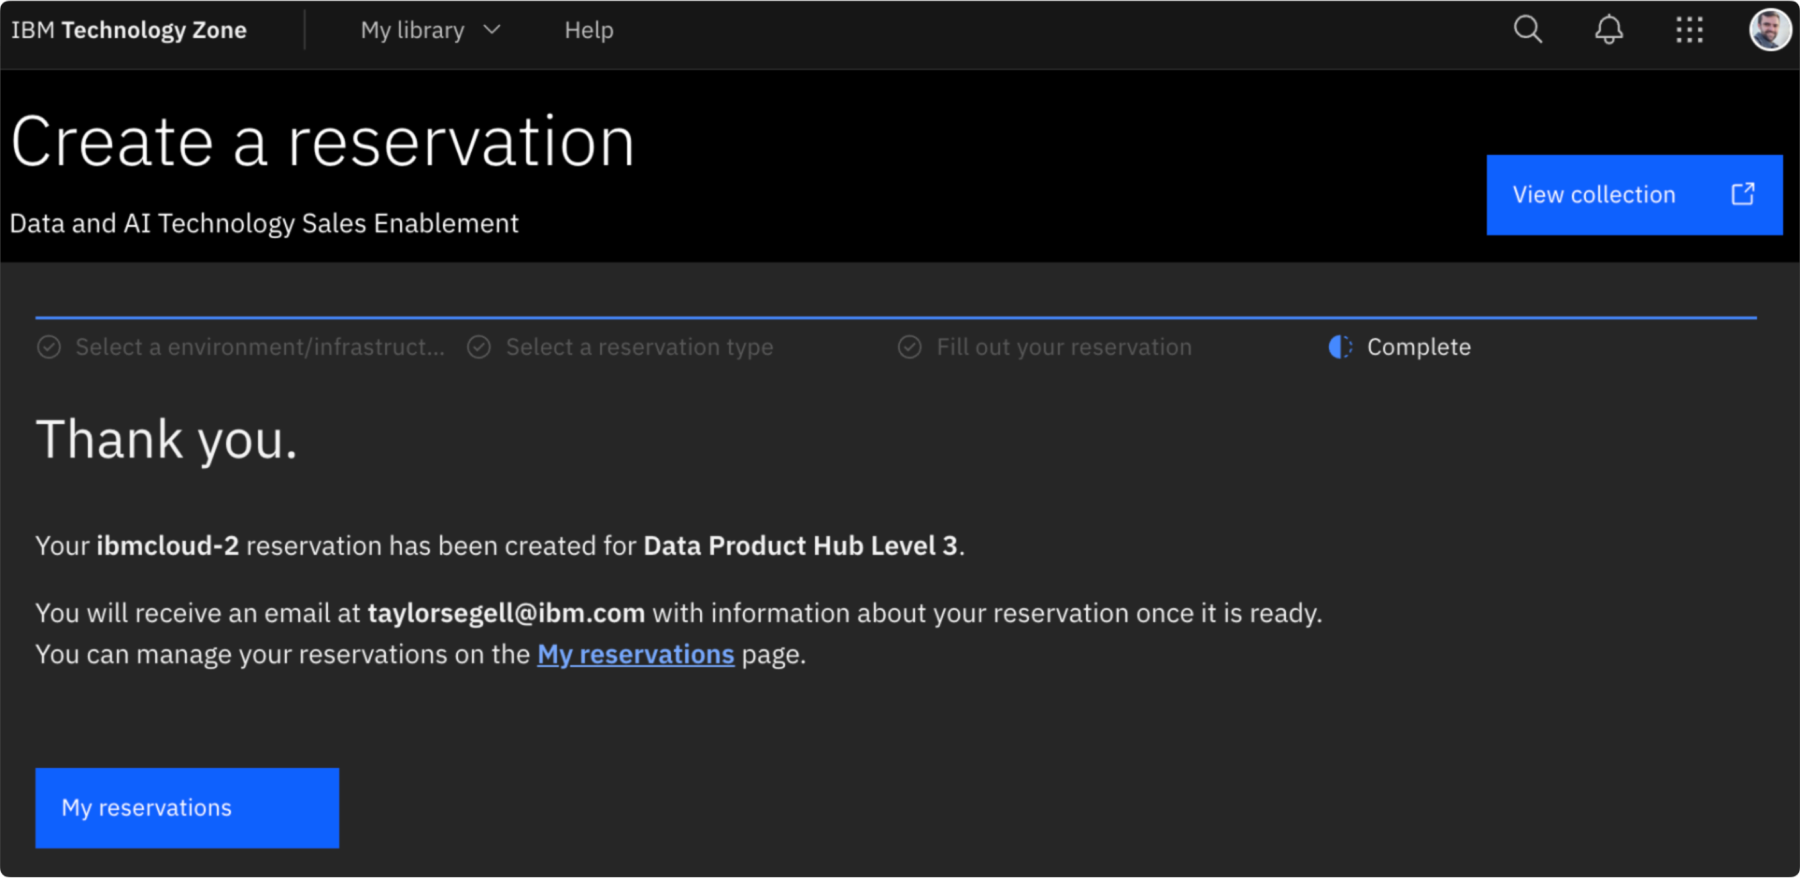 IBM Technology Zone
My library
Help
Create a reservation
Data and AI Technology Sales Enablement
View collection
Select a environment/infrastruct...
Select a reservation type
Fill out your reservation
Complete
Thank you.
Your ibmcloud-2 reservation has been created for Data Product Hub Level 3.
You will receive an email at taylorsegell@ibm.com with information about your reservation once it is ready.
You can manage your reservations on the My reservations page.
My reservations